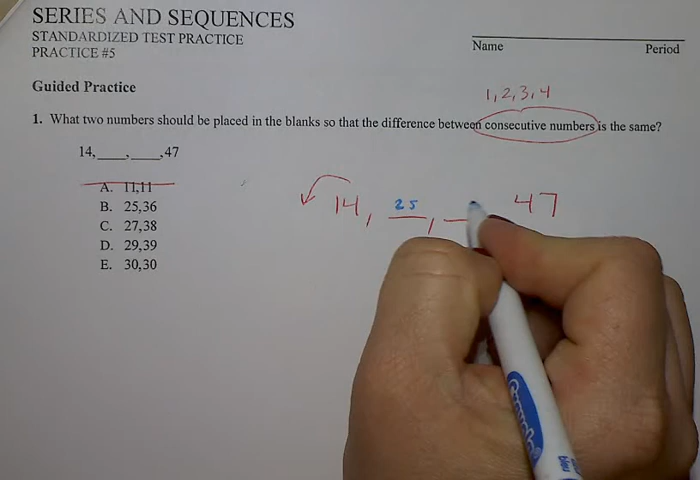 SERIES AND SEQUENCES
STANDARDIZED TEST PRACTICE
PRACTICE #5
Name Period
Guided Practice
1,2,3,4
1. What two numbers should be placed in the blanks so that the difference between consecutive numbers is the same?
14,____,____,47
A. 11,11
B. 25,36
C. 27,38
D. 29,39
E. 30,30
14, 25, __ 47
Crayola